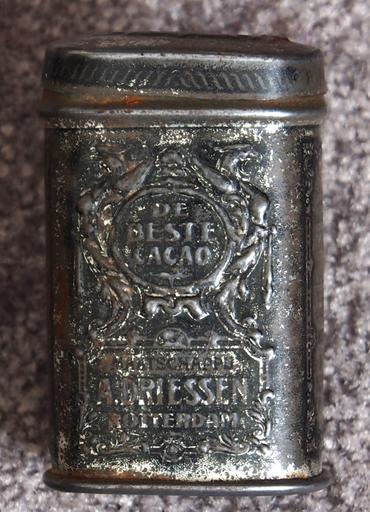 DE
BESTE
CACAO
A. DRIESSEN
ROTTERDAM